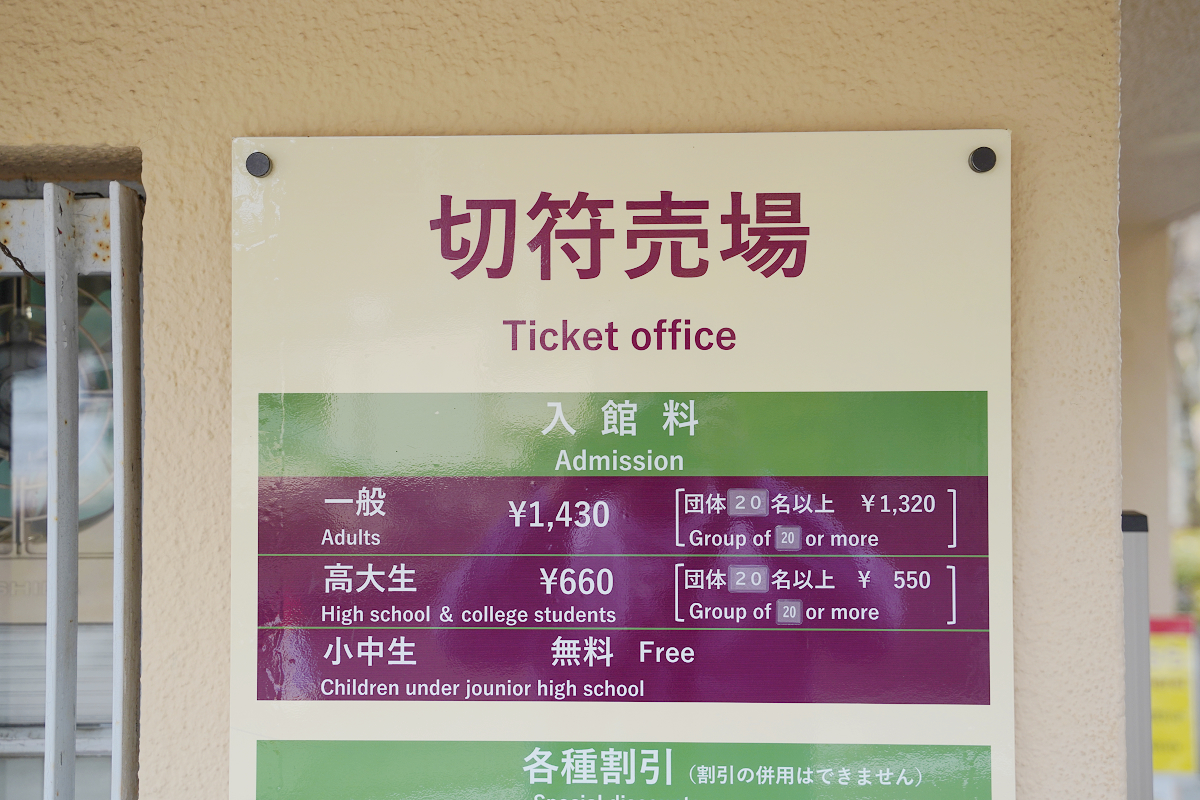 切符売場
Ticket office
入館料
Admission
一般 ¥1,430 [団体20名以上 ¥1,320]
Adults [Group of 20 or more]
高大生 ¥660 [団体20名以上 ¥ 550]
High school & college students [Group of 20 or more]
小中生 無料 Free
Children under jounior high school
各種割引(割引の併用はできません)
Special discount